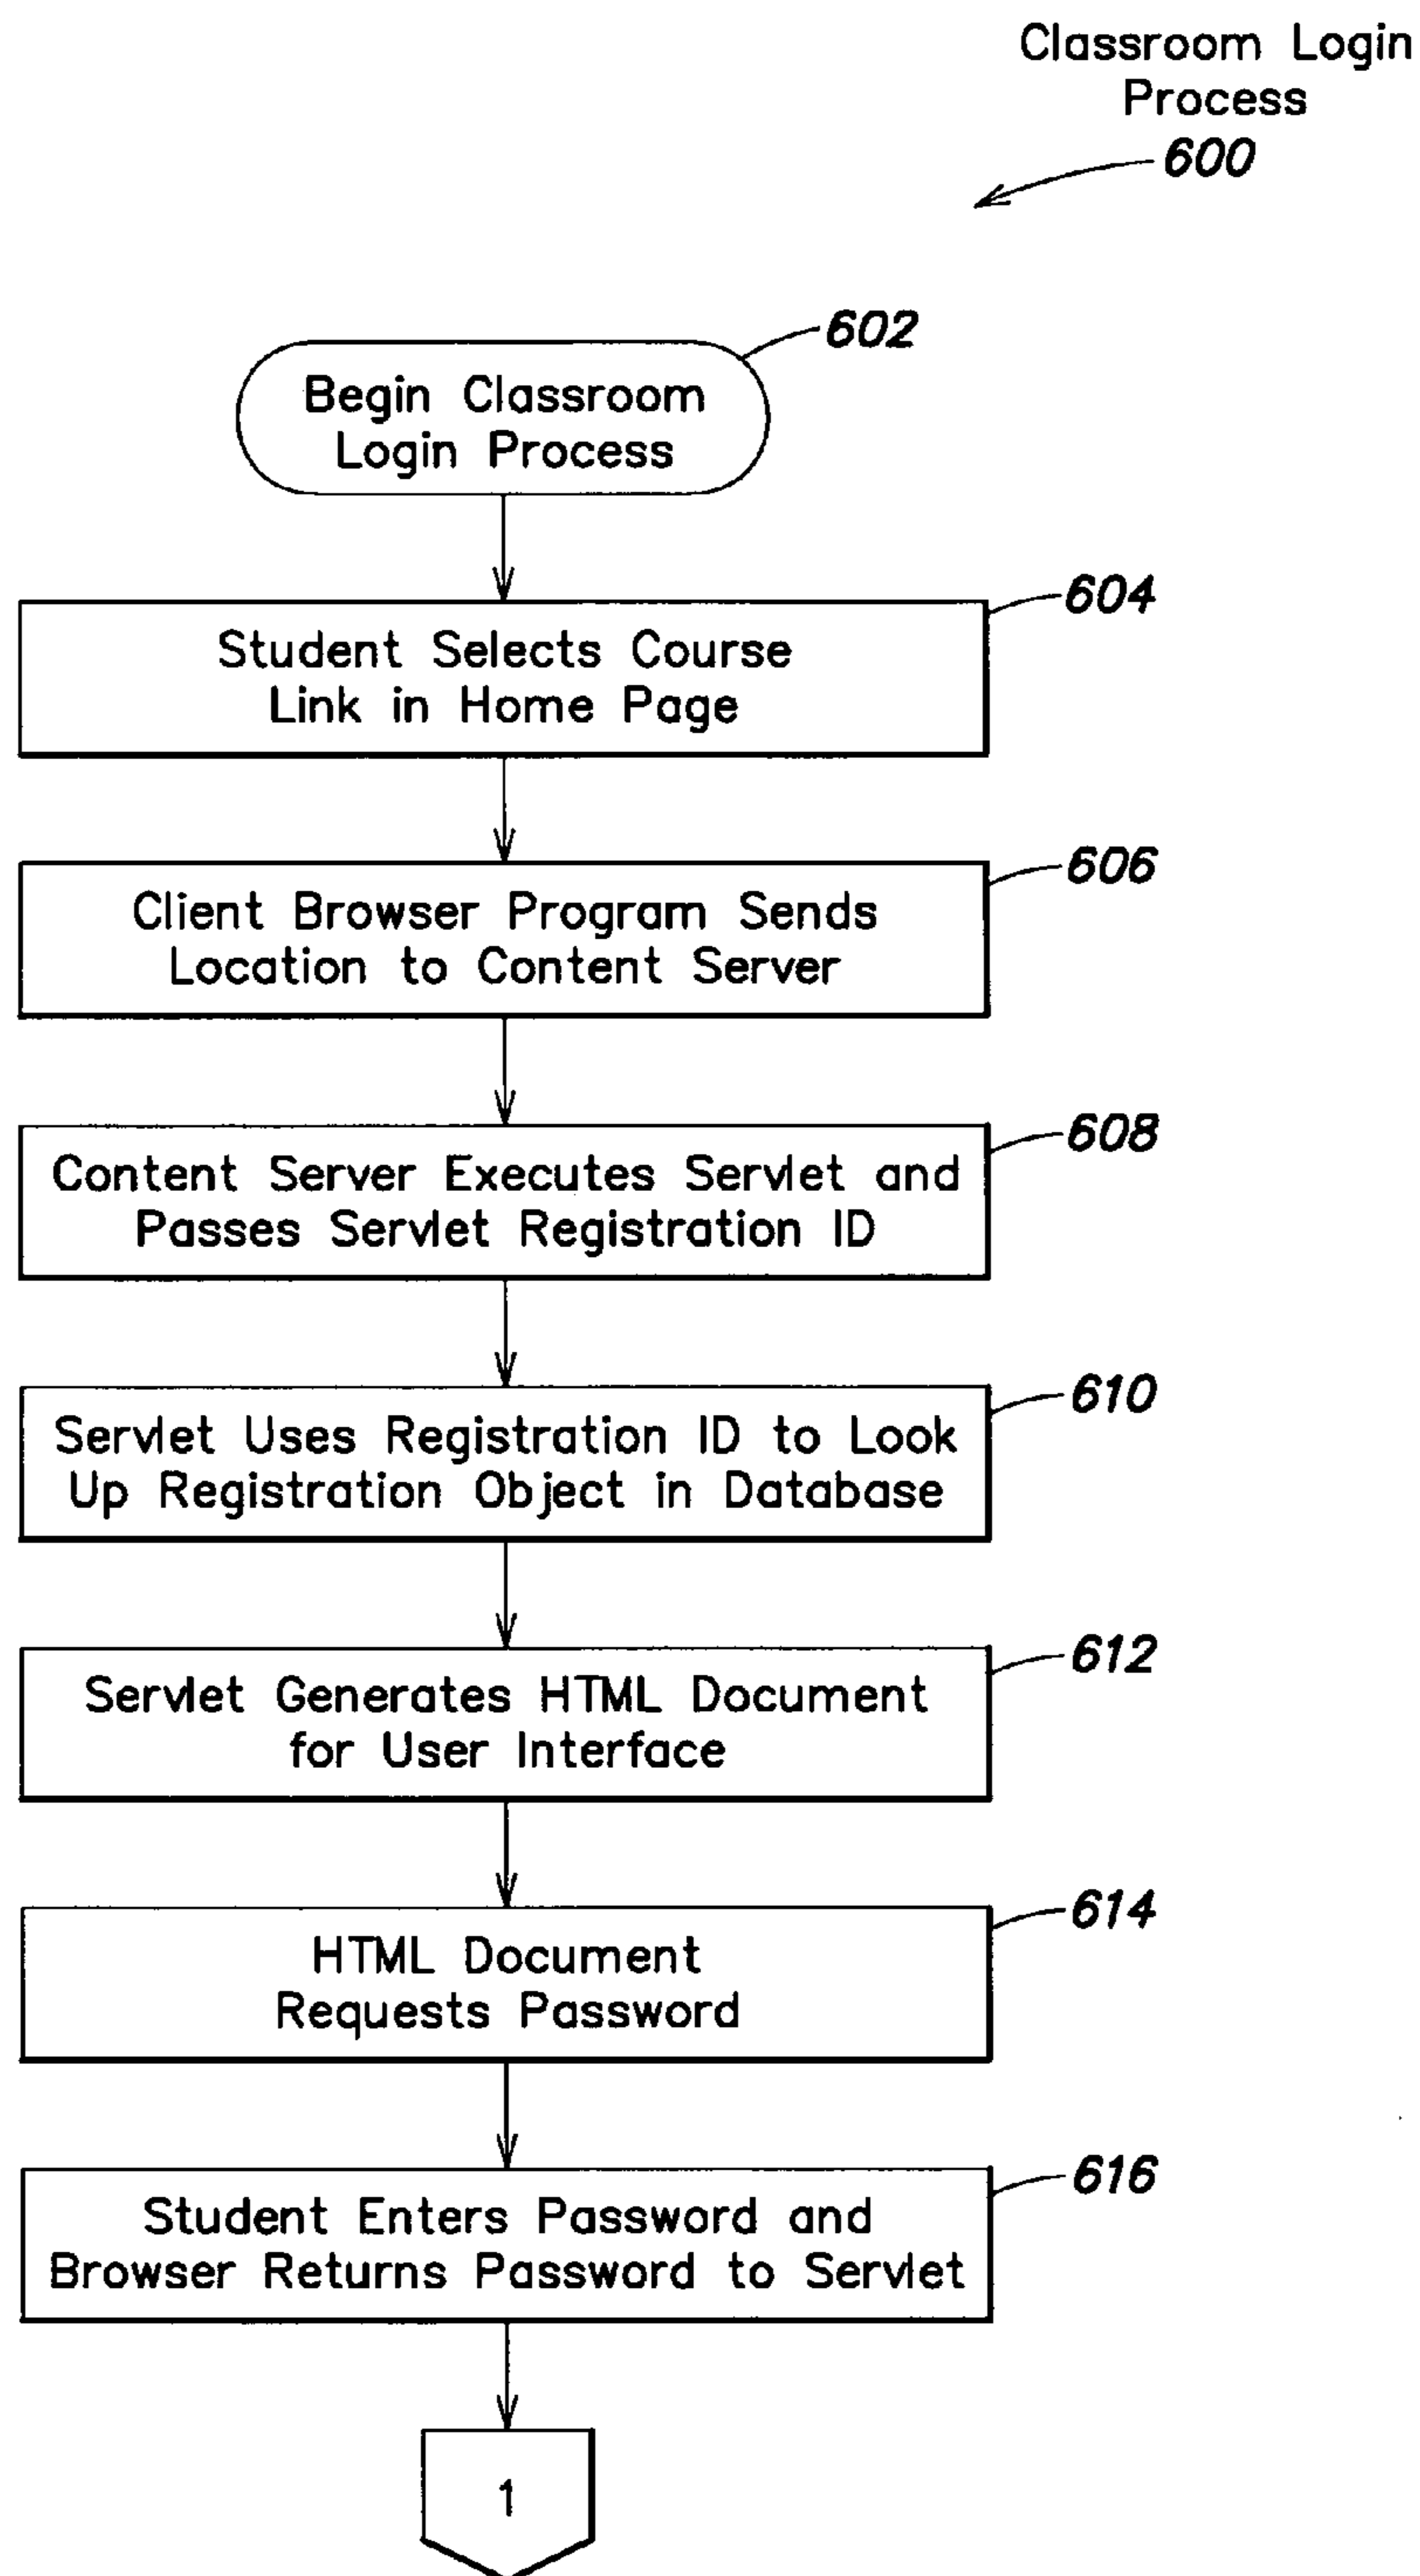 Classroom Login
Process
600
602
Begin Classroom
Login Process
604
Student Selects Course
Link in Home Page
606
Client Browser Program Sends
Location to Content Server
608
Content Server Executes Servlet and
Passes Servlet Registration ID
610
Servlet Uses Registration ID to Look
Up Registration Object in Database
612
Servlet Generates HTML Document
for User Interface
614
HTML Document
Requests Password
616
Student Enters Password and
Browser Returns Password to Servlet
1